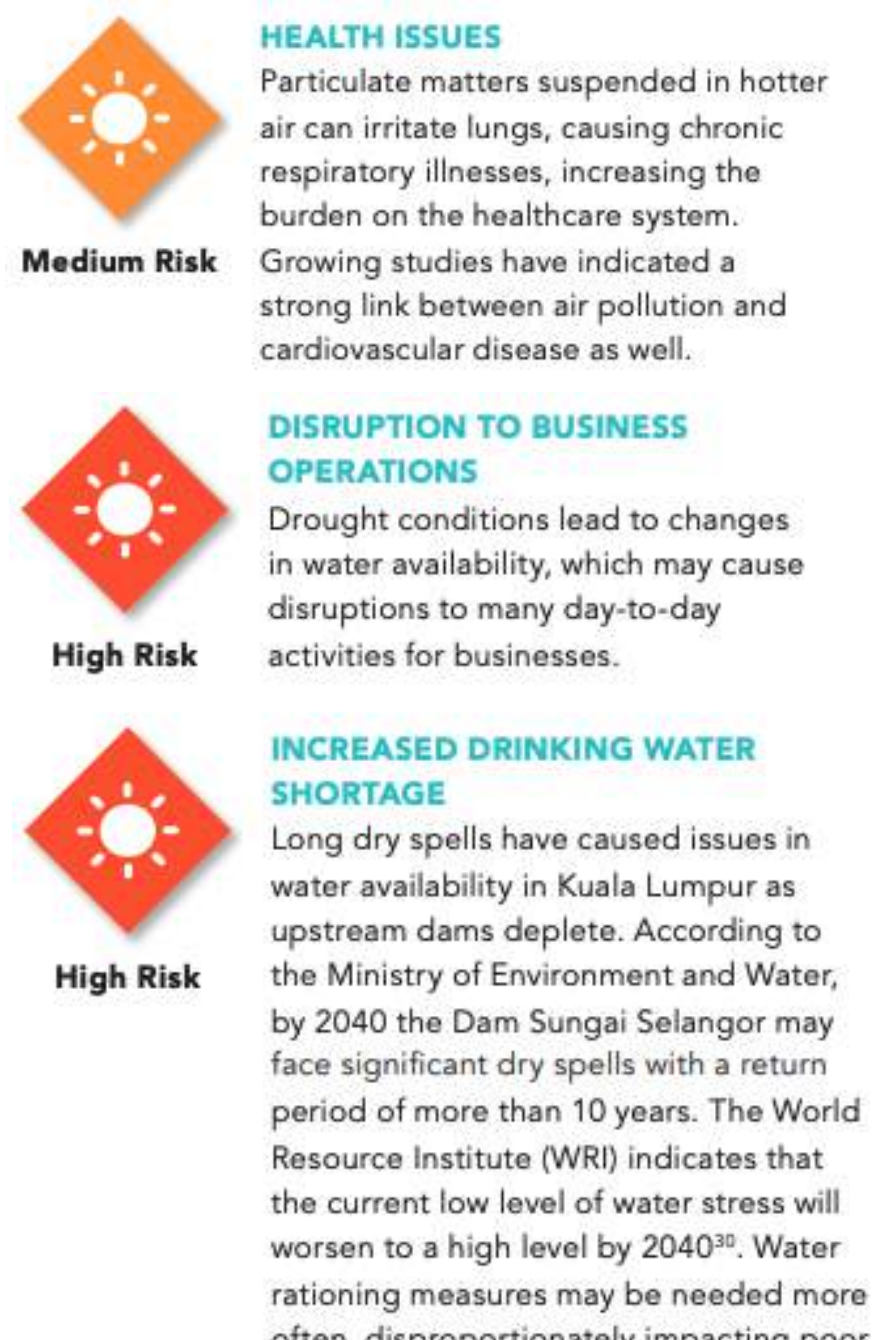 HEALTH ISSUES
Particulate matters suspended in hotter
air can irritate lungs, causing chronic
respiratory illnesses, increasing the
burden on the healthcare system.
Medium Risk
Growing studies have indicated a
strong link between air pollution and
cardiovascular disease as well.
DISRUPTION TO BUSINESS
OPERATIONS
Drought conditions lead to changes
in water availability, which may cause
disruptions to many day-to-day
High Risk
activities for businesses.
INCREASED DRINKING WATER
SHORTAGE
Long dry spells have caused issues in
water availability in Kuala Lumpur as
upstream dams deplete. According to
High Risk
the Ministry of Environment and Water,
by 2040 the Dam Sungai Selangor may
face significant dry spells with a return
period of more than 10 years. The World
Resource Institute (WRI) indicates that
the current low level of water stress will
worsen to a high level by 2040³⁰. Water
rationing measures may be needed more
often, disproportionately impacting poor